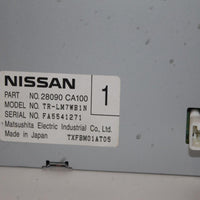 NISSAN
PART NO. 28090 CA100
1
MODEL NO. TR-LM7WB1N
SERIAL NO. FA5541271
Matsushita Electric Industrial Co., Ltd.
Made in Japan TXFBM01AT05